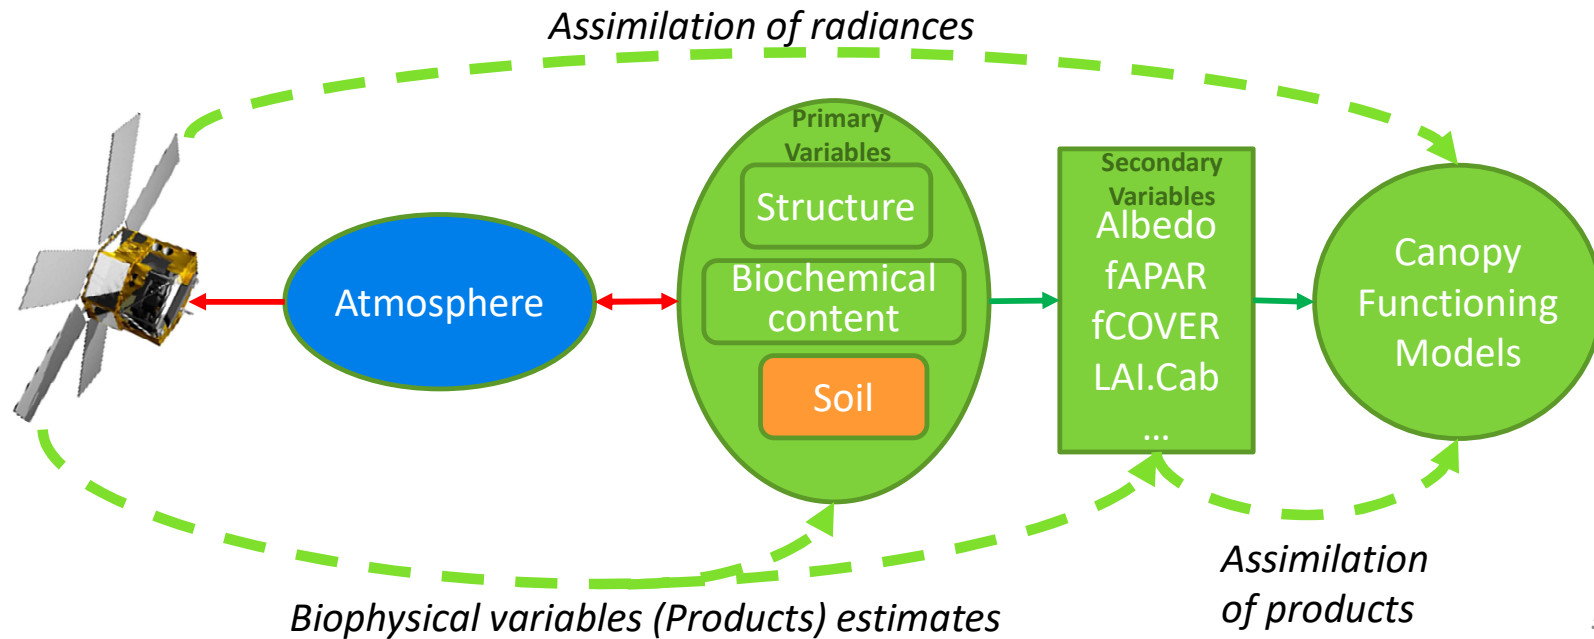 Assimilation of radiances
Primary
Variables
Structure
Biochemical
content
Soil
Atmosphere
Secondary
Variables
Albedo
fAPAR
fCOVER
LAI.Cab
...
Canopy
Functioning
Models
Assimilation
of products
Biophysical variables (Products) estimates